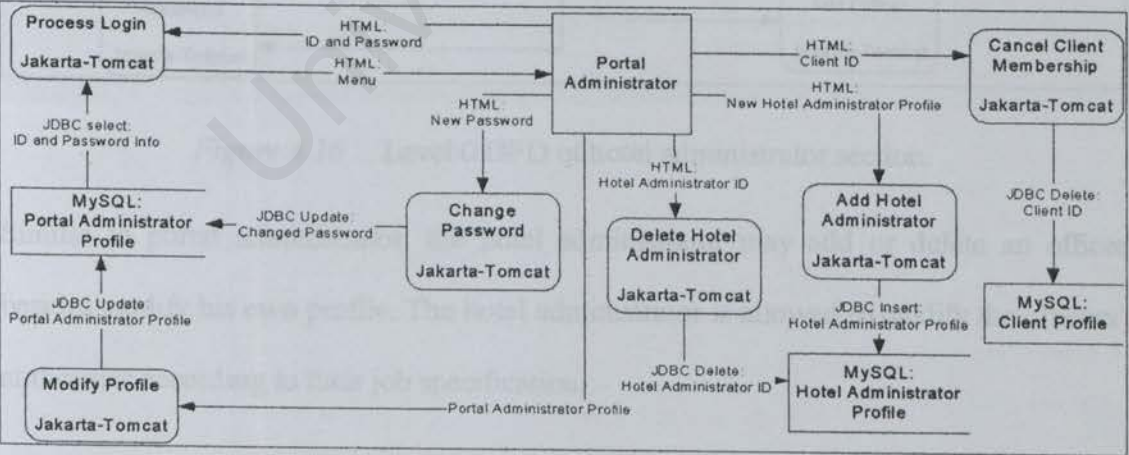 Process Login
Jakarta-Tomcat
HTML:
ID and Password
HTML:
Menu
Portal
Administrator
HTML:
Client ID
Cancel Client
Membership
Jakarta-Tomcat
HTML:
New Hotel Administrator Profile
HTML:
New Password
JDBC select:
ID and Password Info
HTML:
Hotel Administrator ID
MySQL:
Portal Administrator
Profile
JDBC Update:
Changed Password
Change
Password
Jakarta-Tomcat
Delete Hotel
Administrator
Jakarta-Tomcat
Add Hotel
Administrator
Jakarta-Tomcat
JDBC Delete:
Client ID
MySQL:
Client Profile
JDBC Update:
Portal Administrator Profile
JDBC Insert:
Hotel Administrator Profile
JDBC Delete:
Hotel Administrator ID
MySQL:
Hotel Administrator
Profile
Modify Profile
Jakarta-Tomcat
Portal Administrator Profile
Univ
Level 0 DFD of hotel administrator section.
portal administrator, the hotel administrator may add or delete an officer
his own profile. The hotel administrator is
according to their job specification.